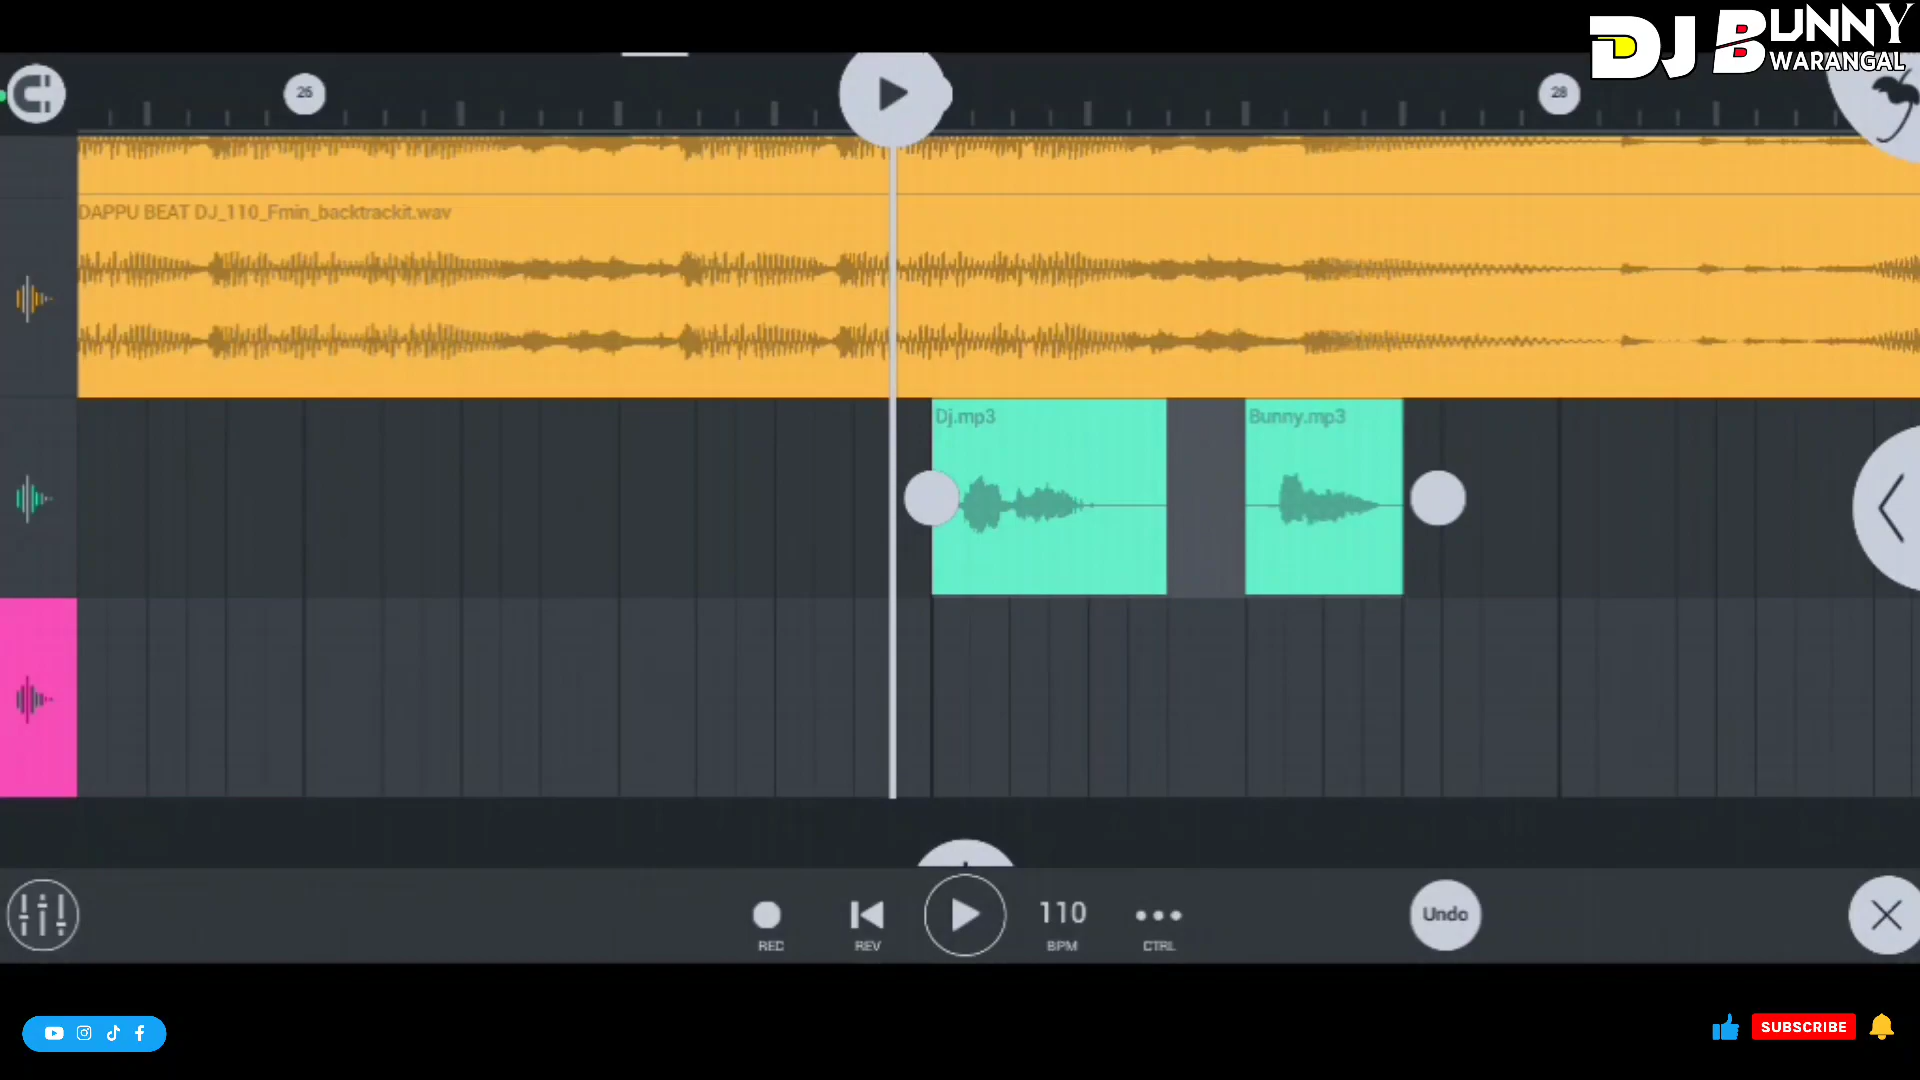 DJ BUNNY
WARANGAL
26
28
DAPPU BEAT DJ_110_Fmin_backtrackit.wav
Dj.mp3
Bunny.mp3
110
Undo
REC
REV
BPM
CTRL
SUBSCRIBE